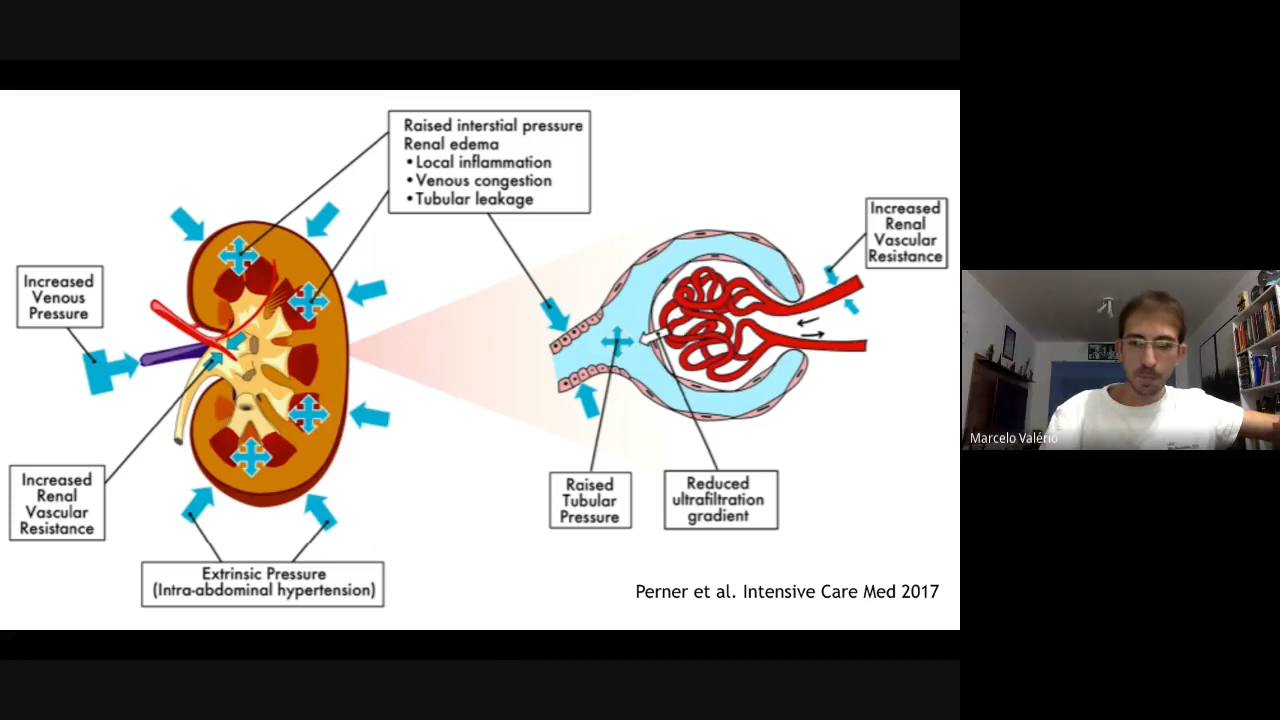 Raised interstial pressure
Renal edema
• Local inflammation
• Venous congestion
• Tubular leakage
Increased
Renal
Vascular
Resistance
Increased
Venous
Pressure
Increased
Renal
Vascular
Resistance
Extrinsic Pressure
(Intra-abdominal hypertension)
Raised
Tubular
Pressure
Reduced
ultrafiltration
gradient
Perner et al. Intensive Care Med 2017
Marcelo Valério